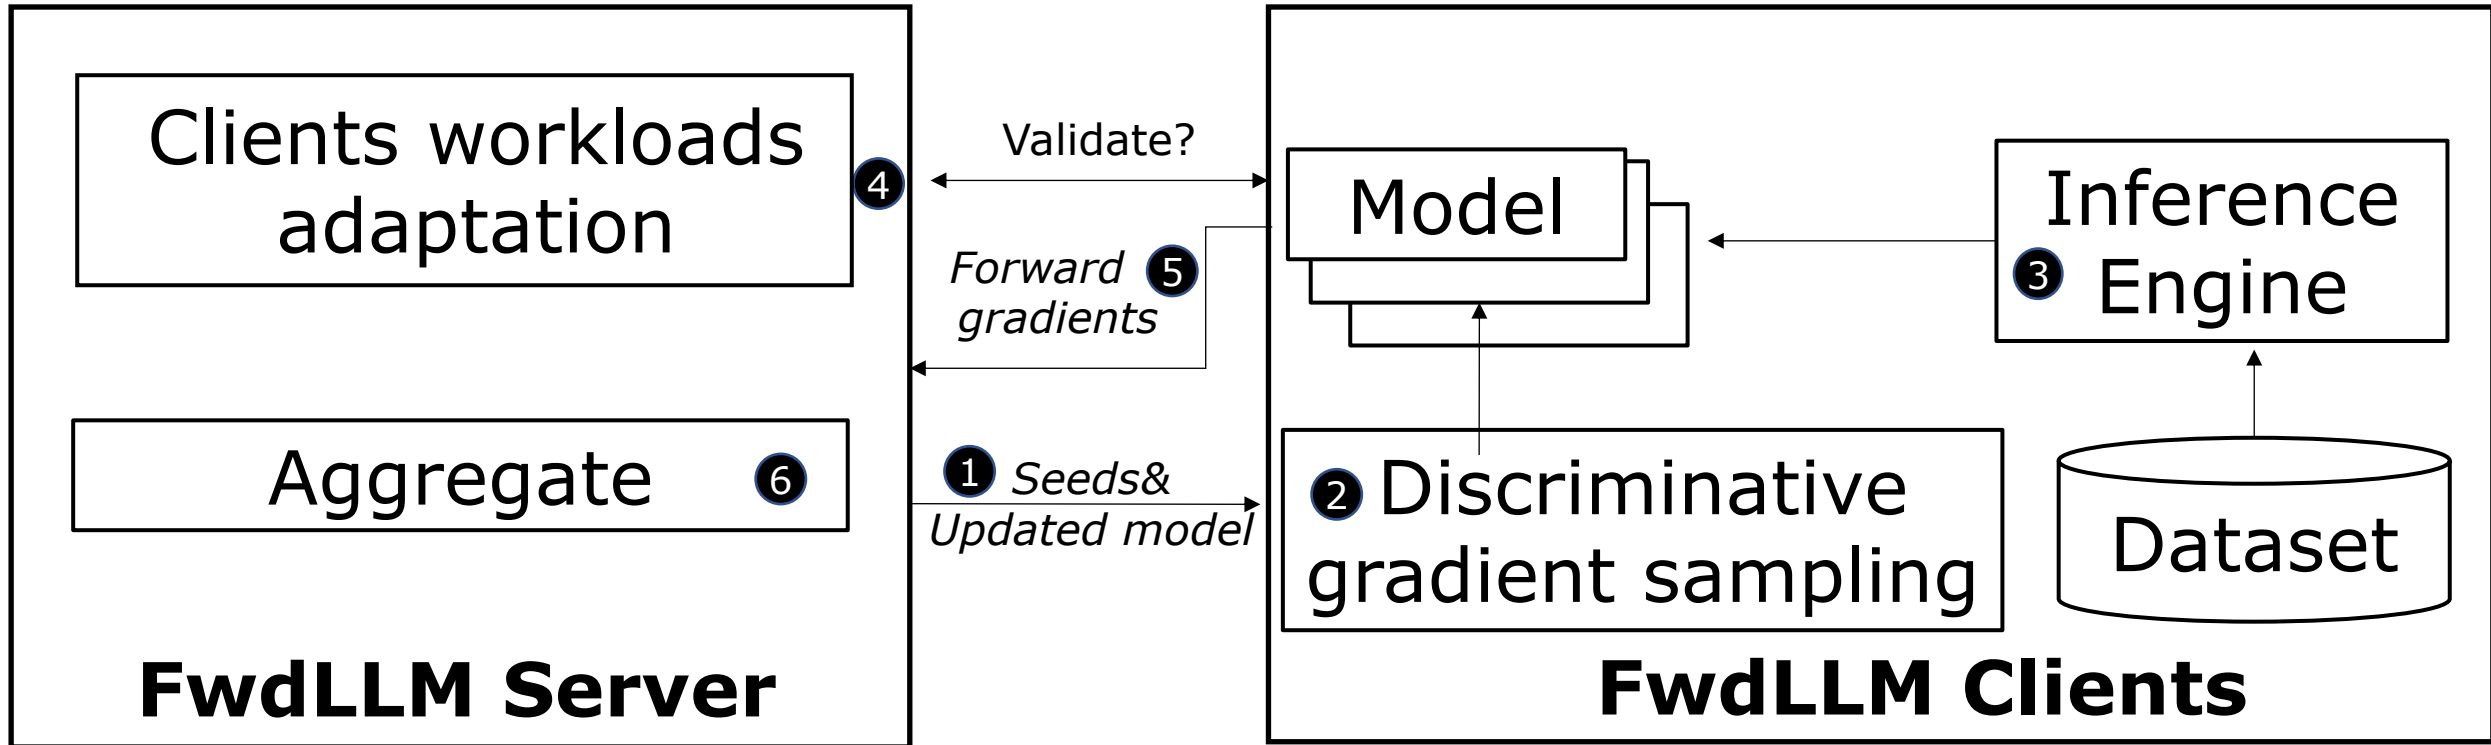 Clients workloads
adaptation
4
Aggregate 6
FwdLLM Server
Validate?
Forward 5
gradients
1 Seeds&
Updated model
Model
Inference
3 Engine
2 Discriminative
gradient sampling
Dataset
FwdLLM Clients